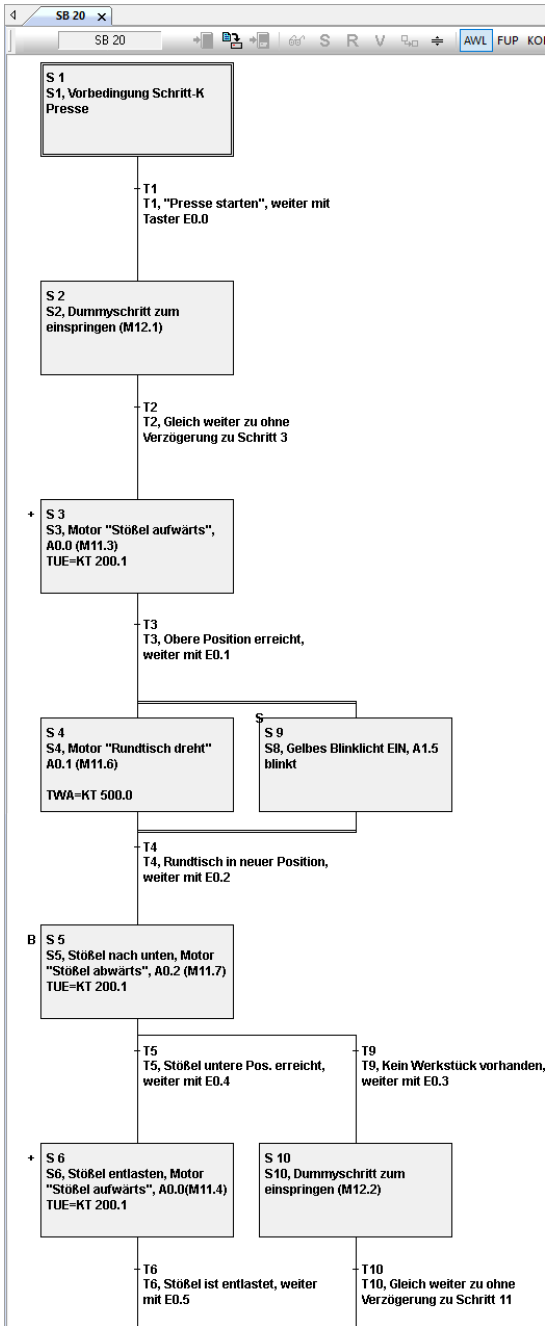 SB 20
SB 20 S R V AWL FUP KO
S 1
S1, Vorbedingung Schritt-K
Presse
T1
T1, "Presse starten", weiter mit
Taster E0.0
S 2
S2, Dummyschritt zum
einspringen (M12.1)
T2
T2, Gleich weiter zu ohne
Verzögerung zu Schritt 3
+
S 3
S3, Motor "Stößel aufwärts",
A0.0 (M11.3)
TUE=KT 200.1
T3
T3, Obere Position erreicht,
weiter mit E0.1
S 4
S4, Motor "Rundtisch dreht"
A0.1 (M11.6)
TWA=KT 500.0
S
S 9
S8, Gelbes Blinklicht EIN, A1.5
blinkt
T4
T4, Rundtisch in neuer Position,
weiter mit E0.2
B
S 5
S5, Stößel nach unten, Motor
"Stößel abwärts", A0.2 (M11.7)
TUE=KT 200.1
T5
T5, Stößel untere Pos. erreicht,
weiter mit E0.4
T9
T9, Kein Werkstück vorhanden,
weiter mit E0.3
+
S 6
S6, Stößel entlasten, Motor
"Stößel aufwärts", A0.0(M11.4)
TUE=KT 200.1
S 10
S10, Dummyschritt zum
einspringen (M12.2)
T6
T6, Stößel ist entlastet, weiter
mit E0.5
T10
T10, Gleich weiter zu ohne
Verzögerung zu Schritt 11